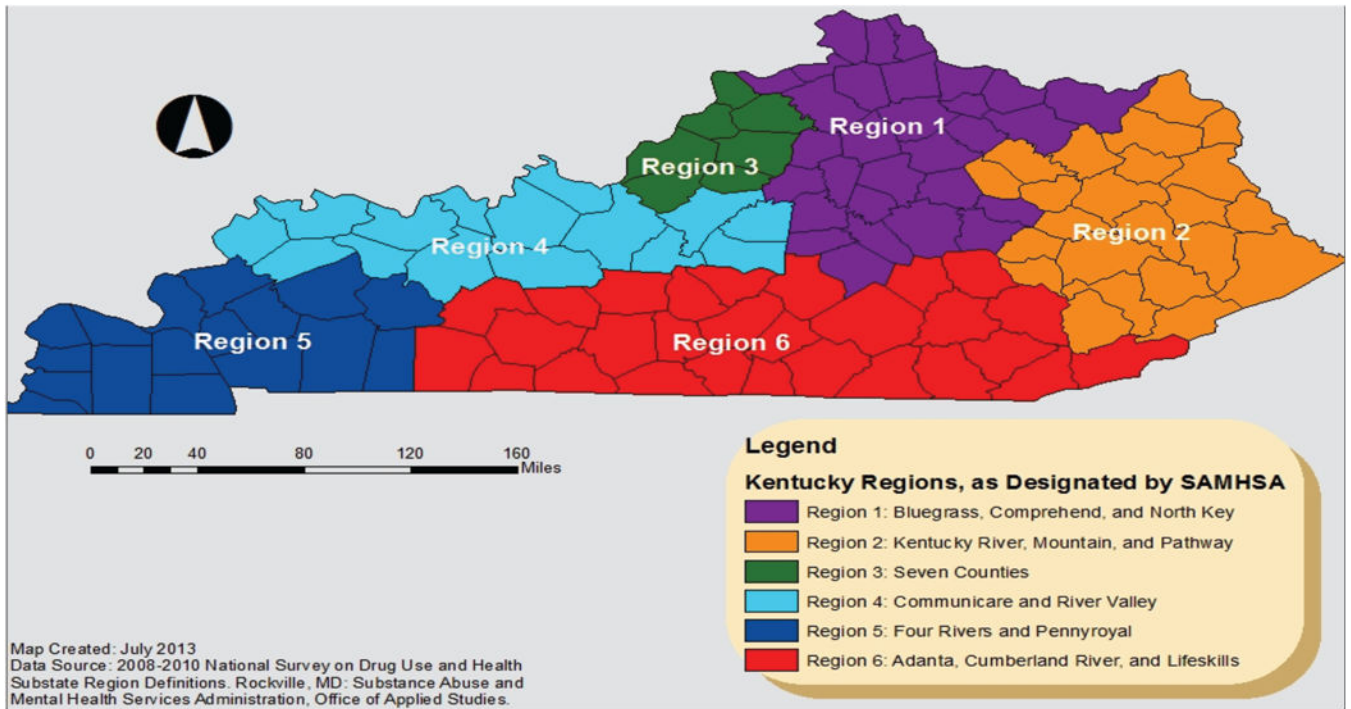 Region 1
Region 3
Region 2
Region 4
Region 5
Region 6
0 20 40 80 120 160
Miles
Legend
Kentucky Regions, as Designated by SAMHSA
Region 1: Bluegrass, Comprehend, and North Key
Region 2: Kentucky River, Mountain, and Pathway
Region 3: Seven Counties
Region 4: Communicare and River Valley
Region 5: Four Rivers and Pennyroyal
Region 6: Adanta, Cumberland River, and Lifeskills
Map Created: July 2013
Data Source: 2008-2010 National Survey on Drug Use and Health
Substate Region Definitions. Rockville, MD: Substance Abuse and
Mental Health Services Administration, Office of Applied Studies.